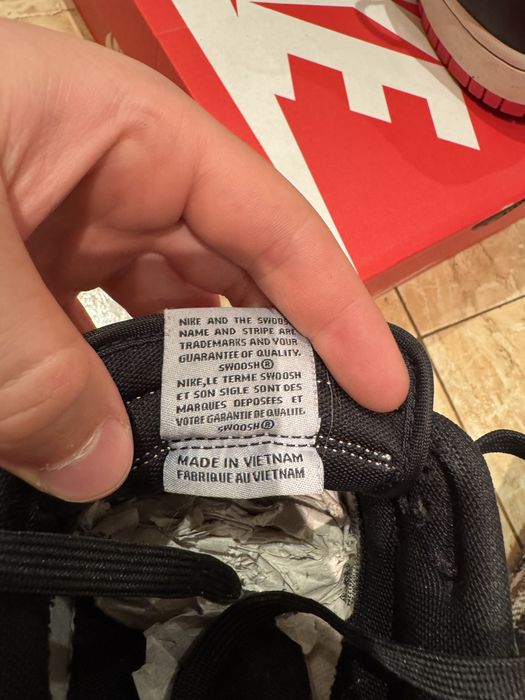 NIKE AND THE SWOOSH
NAME AND STRIPE ARE
TRADEMARKS AND YOUR
GUARANTEE OF QUALITY.
SWOOSH®
NIKE,LE TERME SWOOSH
ET SON SIGLE SONT DES
MARQUES DEPOSEES ET
VOTRE GARANTIE DE QUALITE.
SWOOSH®
MADE IN VIETNAM
FABRIQUE AU VIETNAM